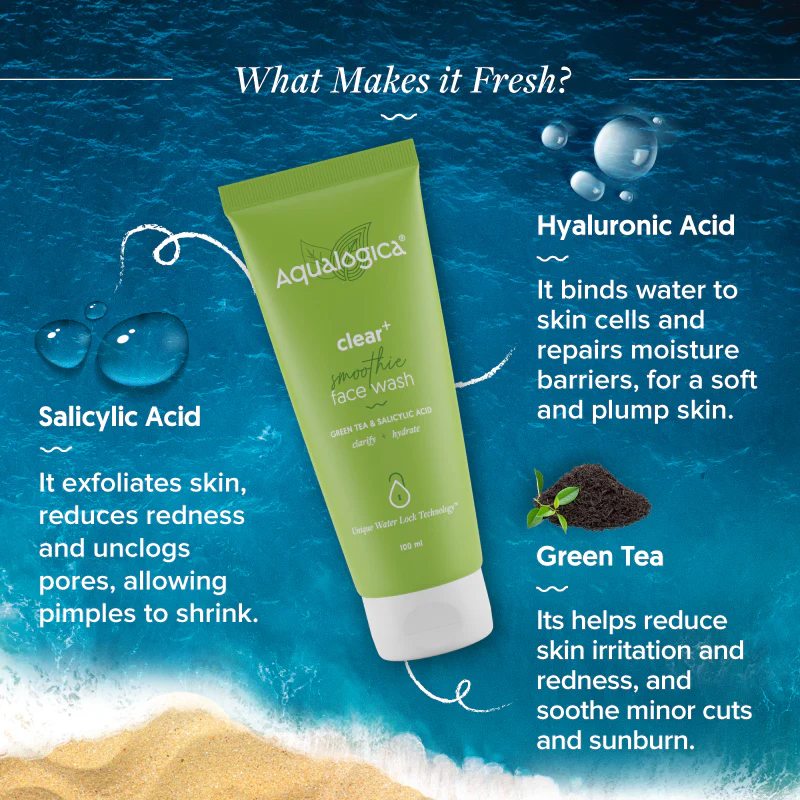 What Makes it Fresh?
Aqualogica®
clear+
smoothie
face wash
GREEN TEA & SALICYLIC ACID
clarify · hydrate
Unique Water Lock Technology™
100 ml
Salicylic Acid
It exfoliates skin,
reduces redness
and unclogs
pores, allowing
pimples to shrink.
Hyaluronic Acid
It binds water to
skin cells and
repairs moisture
barriers, for a soft
and plump skin.
Green Tea
Its helps reduce
skin irritation and
redness, and
soothe minor cuts
and sunburn.